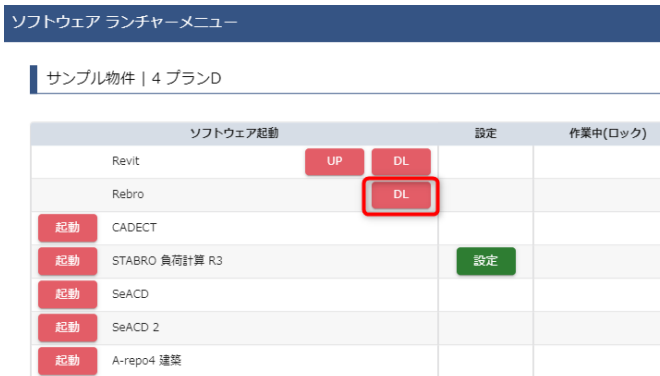 ソフトウェア ランチャーメニュー
サンプル物件 | 4 プランD
ソフトウェア起動 設定 作業中(ロック)
Revit UP DL
Rebro DL
起動 CADECT
起動 STABRO 負荷計算 R3 設定
起動 SeACD
起動 SeACD 2
起動 A-repo4 建築